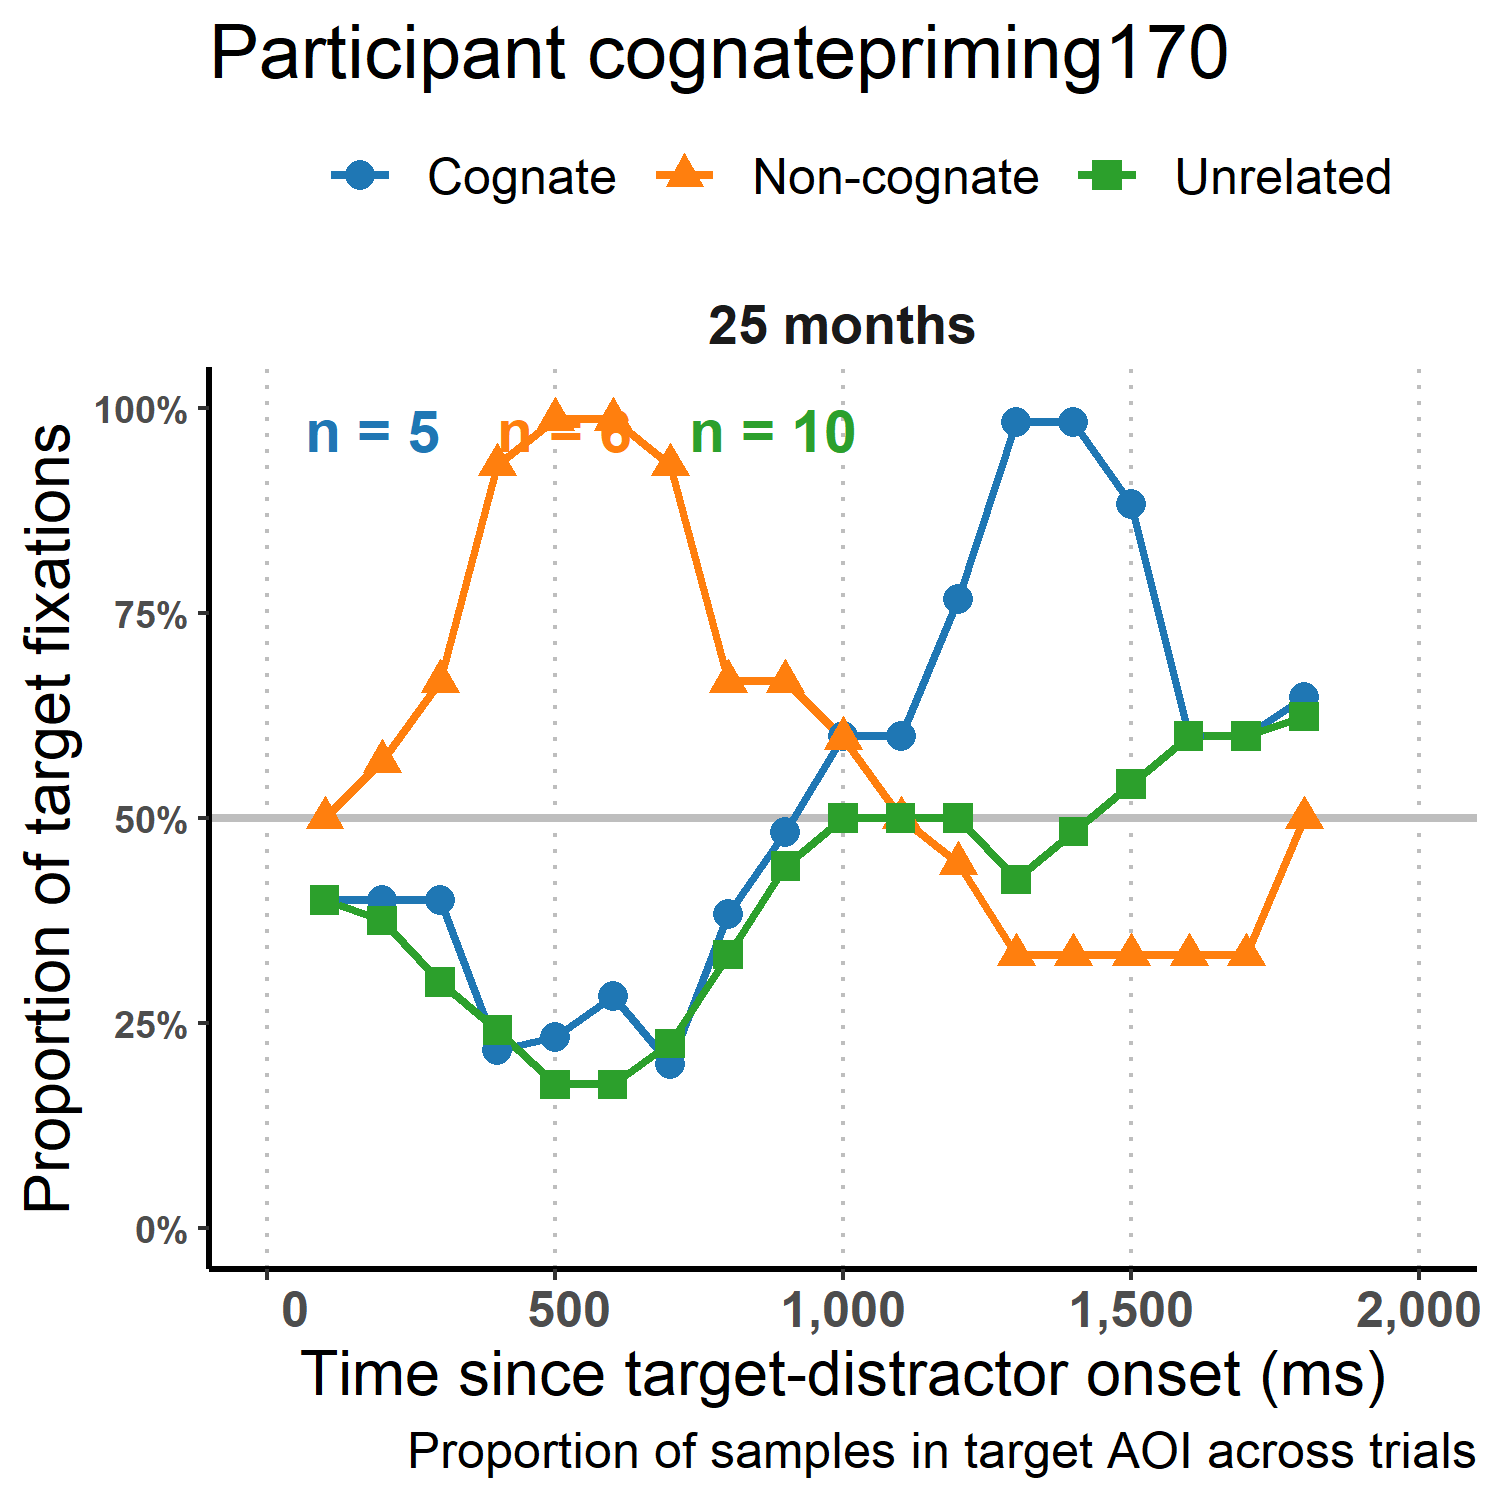 Participant cognatepriming170
Cognate Non-cognate Unrelated
25 months
n = 5 n = 6 n = 10
Proportion of target fixations
100%
75%
50%
25%
0%
0 500 1,000 1,500 2,000
Time since target-distractor onset (ms)
Proportion of samples in target AOI across trials